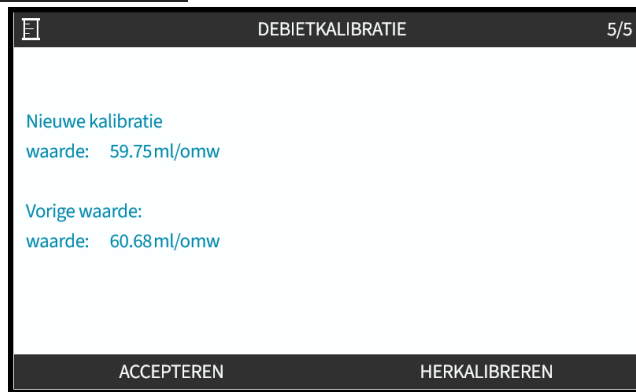 DEBIETKALIBRATIE 5/5
Nieuwe kalibratie
waarde: 59.75 ml/omw
Vorige waarde:
waarde: 60.68 ml/omw
ACCEPTEREN HERKALIBREREN